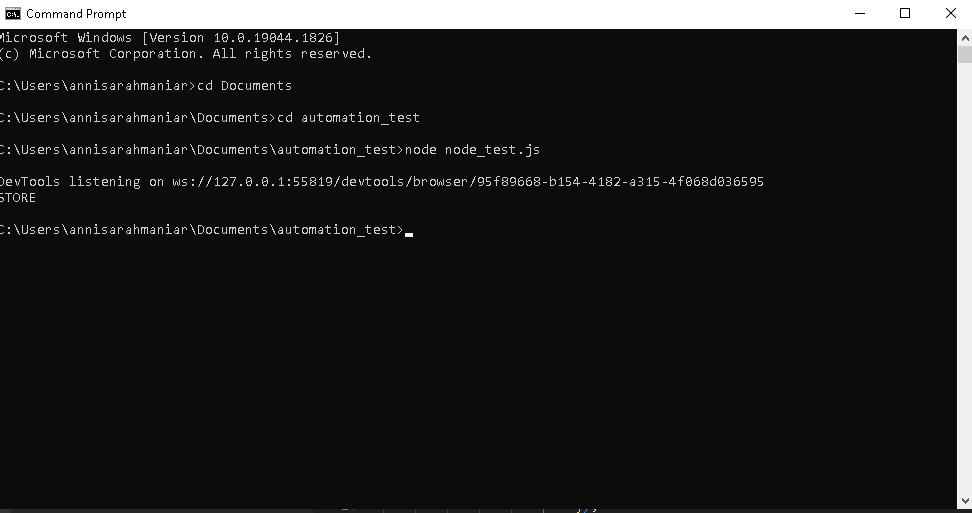 Command Prompt
Microsoft Windows [Version 10.0.19044.1826]
(c) Microsoft Corporation. All rights reserved.
C:\Users\annisarahmaniar>cd Documents
C:\Users\annisarahmaniar\Documents>cd automation_test
C:\Users\annisarahmaniar\Documents\automation_test>node node_test.js
DevTools listening on ws://127.0.0.1:55819/devtools/browser/95f89668-b154-4182-a315-4f068d036595
STORE
C:\Users\annisarahmaniar\Documents\automation_test>